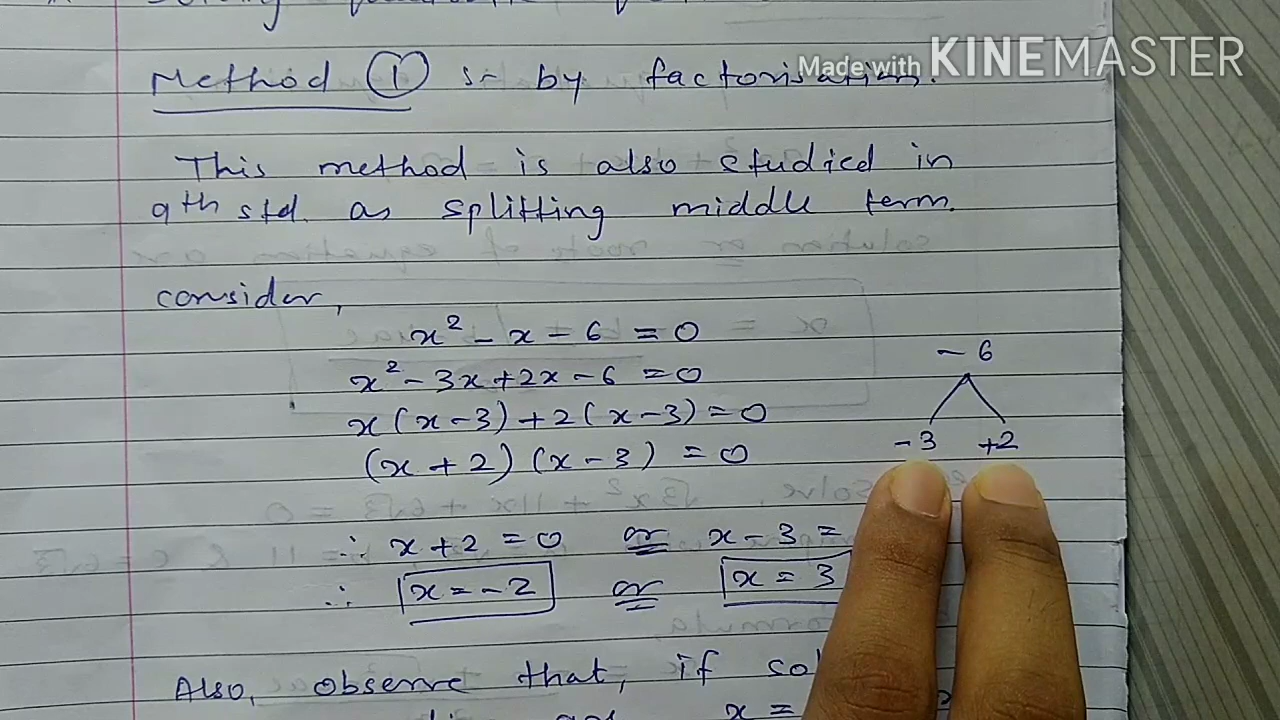 Made with KINEMASTER
Method ① :- by factorisation.
This method is also studied in
9th std. as splitting middle term.
consider,
x² - x - 6 = 0
x² - 3x + 2x - 6 = 0
x(x-3) + 2(x-3) = 0
(x + 2)(x - 3) = 0
- 6
-3 +2
∴ x + 2 = 0 or x - 3 =
∴ x = -2 or x = 3
Also, observe that, if
x =